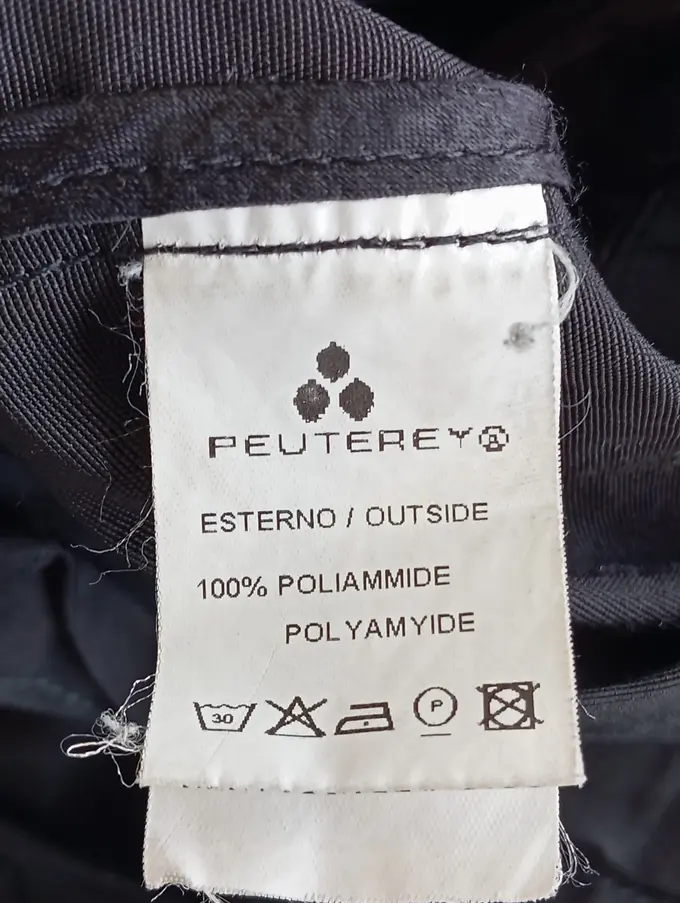 PEUTEREY®
ESTERNO / OUTSIDE
100% POLIAMMIDE
POLYAMYIDE
30 P